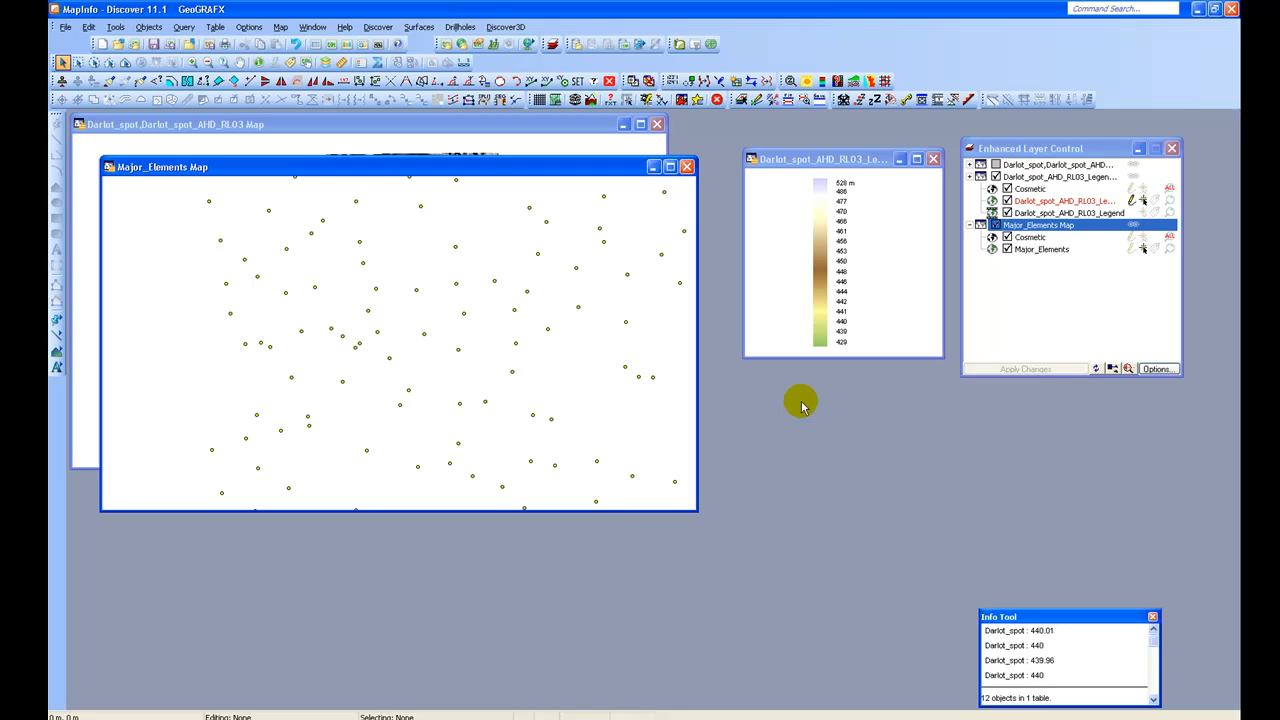 MapInfo - Discover 11.1 GeoGRAFX
Command Search...
File Edit Tools Objects Query Table Options Map Window Help Discover Surfaces Drillholes Discover3D
SET
Darlot_spot,Darlot_spot_AHD_RL03 Map
Major_Elements Map
Darlot_spot_AHD_RL03_Le...
528 m
486
477
470
461
456
453
450
448
446
444
442
441
440
439
429
Enhanced Layer Control
Darlot_spot,Darlot_spot_AHD...
Darlot_spot_AHD_RL03_Legen...
Cosmetic
Darlot_spot_AHD_RL03_Le...
Darlot_spot_AHD_RL03_Legend
Major_Elements Map
Cosmetic
Major_Elements
Apply Changes
Options...
Info Tool
Darlot_spot : 440.01
Darlot_spot : 440
Darlot_spot : 439.96
Darlot_spot : 440
12 objects in 1 table.
0 m, 0 m
Editing: None
Selecting: None